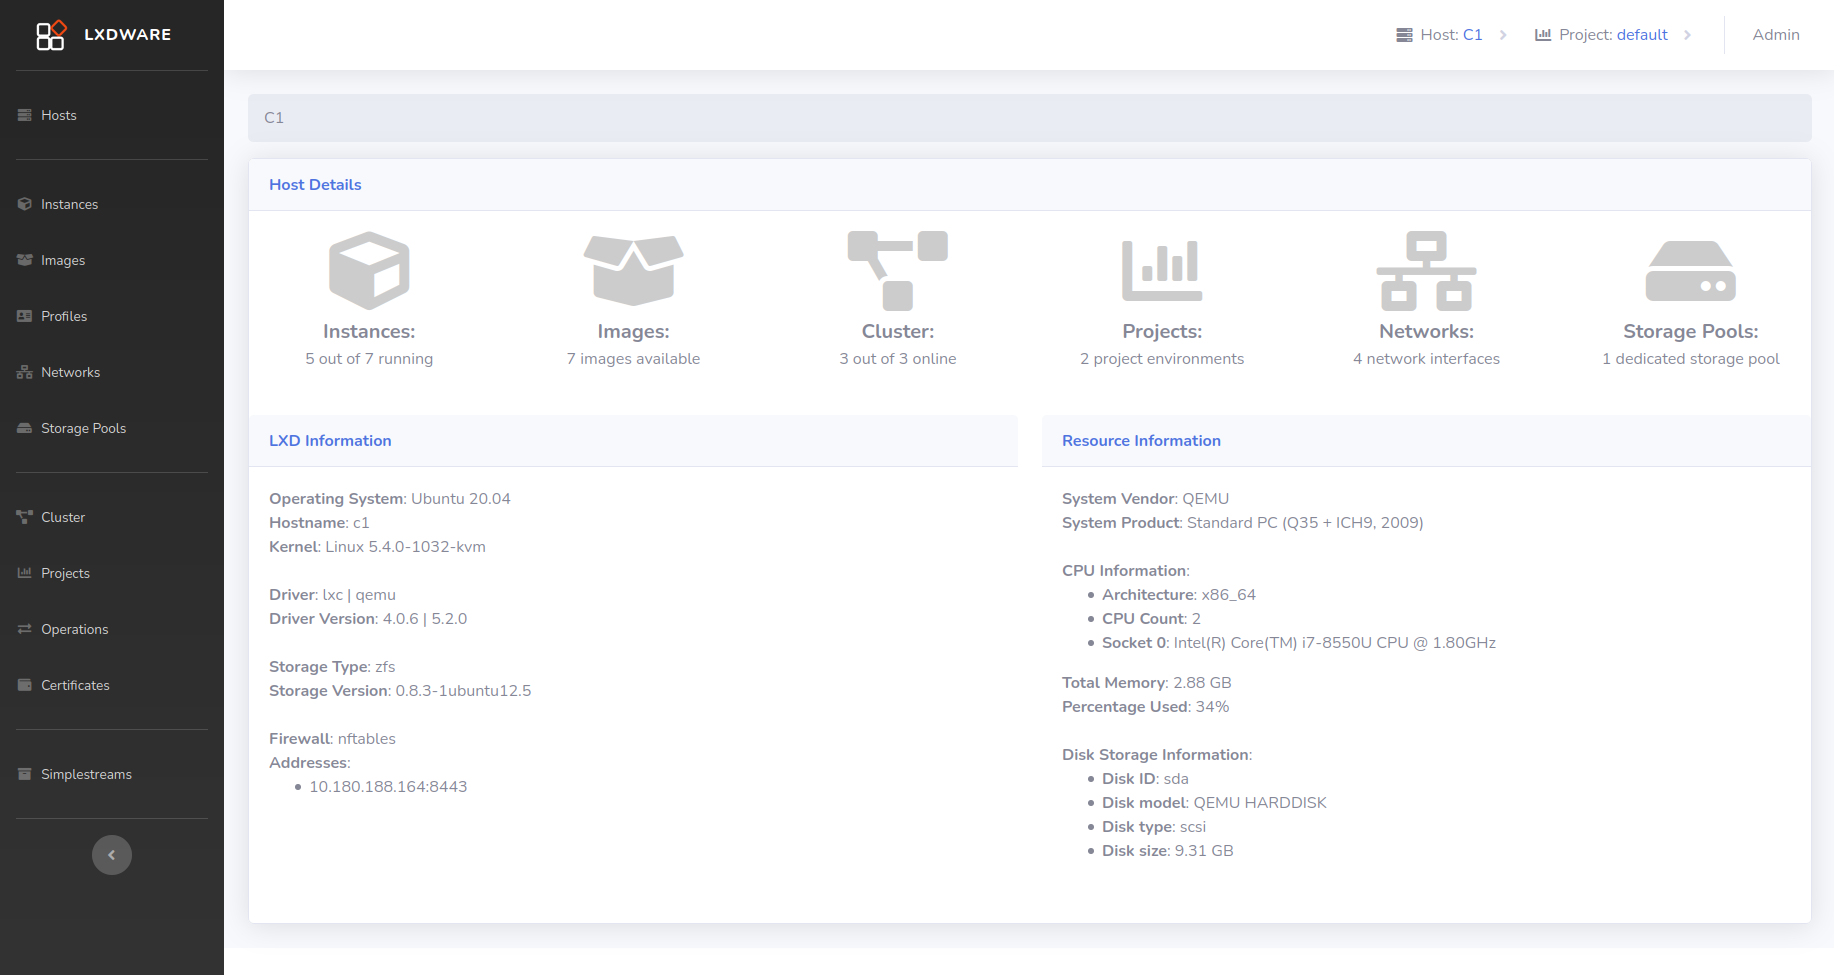 LXDWARE
Host: C1
Project: default
Admin
Hosts
Instances
Images
Profiles
Networks
Storage Pools
Cluster
Projects
Operations
Certificates
Simplestreams
C1
Host Details
Instances:
5 out of 7 running
Images:
7 images available
Cluster:
3 out of 3 online
Projects:
2 project environments
Networks:
4 network interfaces
Storage Pools:
1 dedicated storage pool
LXD Information
Operating System: Ubuntu 20.04
Hostname: c1
Kernel: Linux 5.4.0-1032-kvm
Driver: lxc | qemu
Driver Version: 4.0.6 | 5.2.0
Storage Type: zfs
Storage Version: 0.8.3-1ubuntu12.5
Firewall: nftables
Addresses:
• 10.180.188.164:8443
Resource Information
System Vendor: QEMU
System Product: Standard PC (Q35 + ICH9, 2009)
CPU Information:
• Architecture: x86_64
• CPU Count: 2
• Socket 0: Intel(R) Core(TM) i7-8550U CPU @ 1.80GHz
Total Memory: 2.88 GB
Percentage Used: 34%
Disk Storage Information:
• Disk ID: sda
• Disk model: QEMU HARDDISK
• Disk type: scsi
• Disk size: 9.31 GB